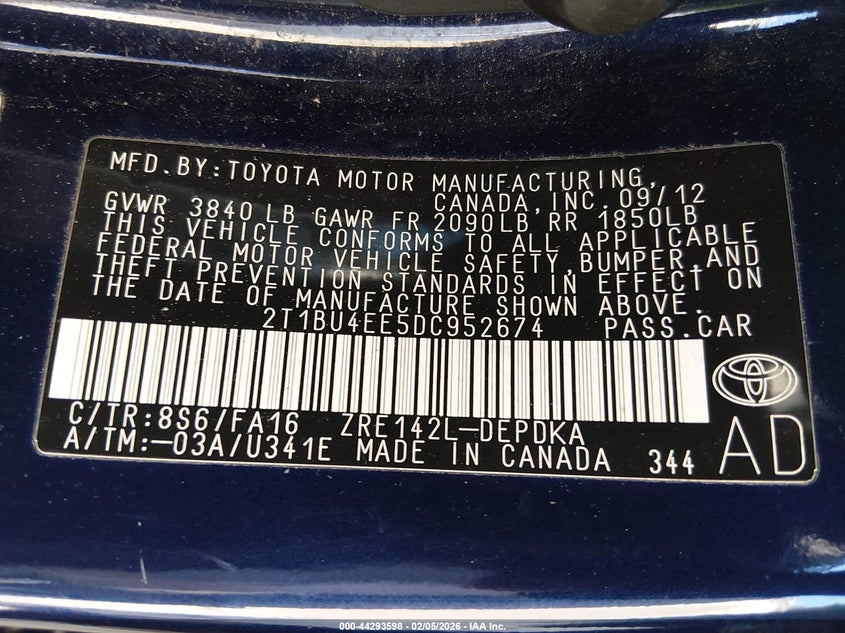 MFD.BY:TOYOTA MOTOR MANUFACTURING,
CANADA,INC.09/12
GVWR 3840 LB GAWR FR 2090LB RR 1850LB
THIS VEHICLE CONFORMS TO ALL APPLICABLE
FEDERAL MOTOR VEHICLE SAFETY,BUMPER,AND
THEFT PREVENTION STANDARDS IN EFFECT ON
THE DATE OF MANUFACTURE SHOWN ABOVE.
2T1BU4EE5DC952674 PASS.CAR
C/TR:8S6/FA16 ZRE142L-DEPDKA
A/TM:-03A/U341E MADE IN CANADA 344
AD
000-44293598 - 02/05/2026 - IAA Inc.